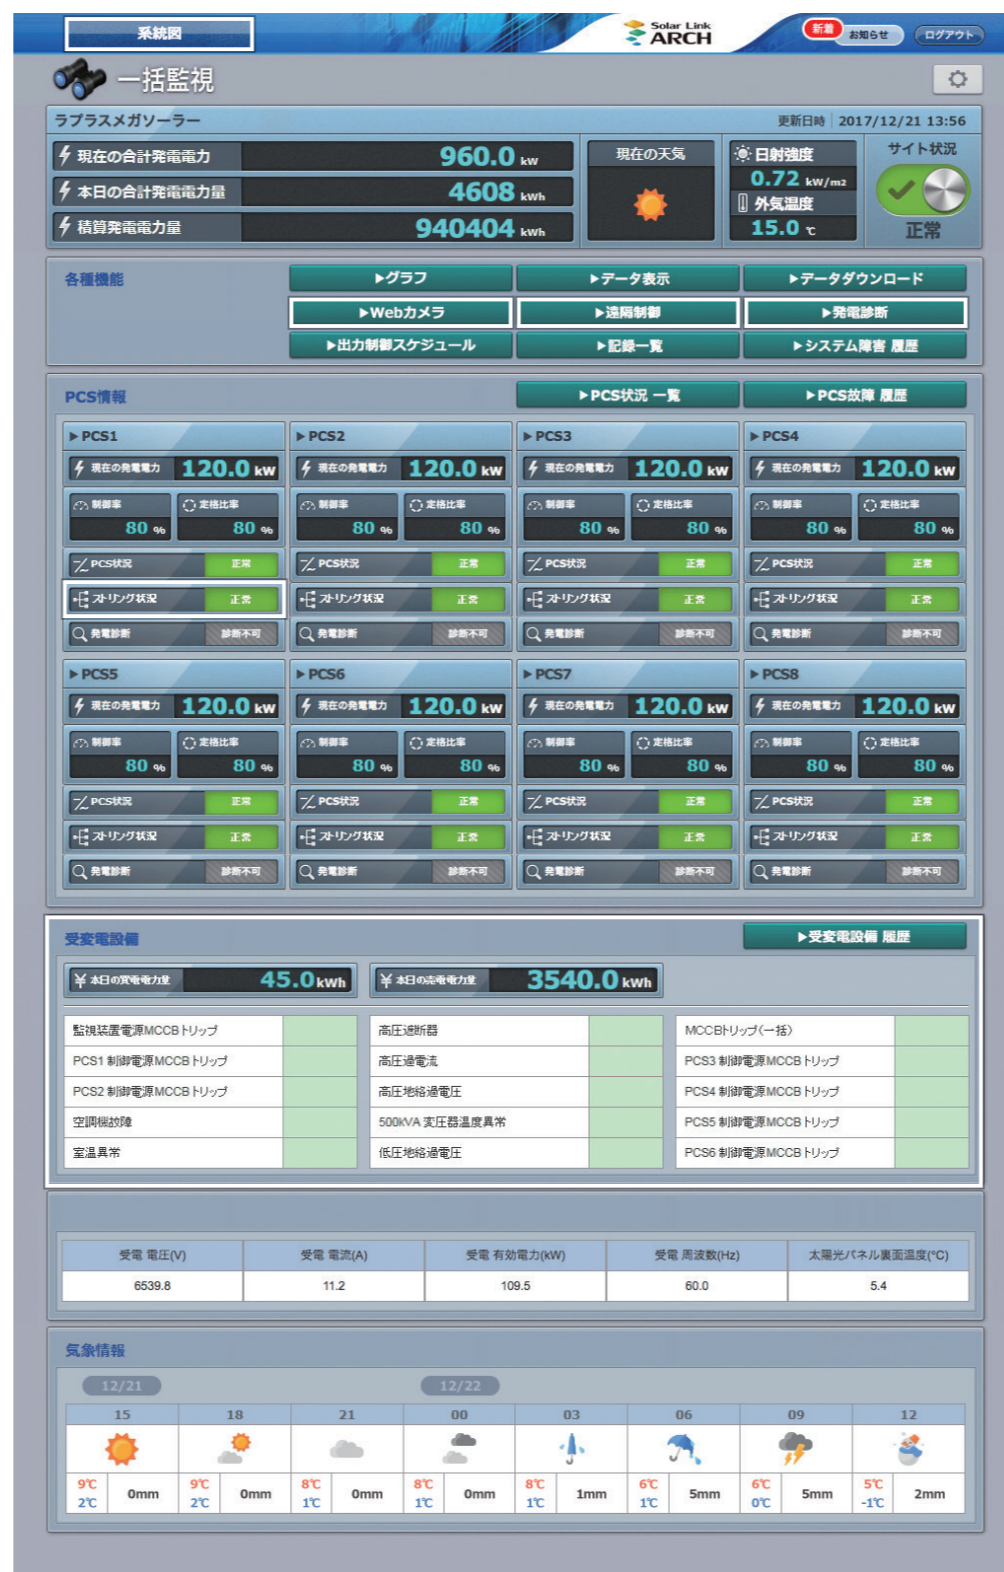 系統図
Solar Link
ARCH
新着
お知らせ
ログアウト
一括監視
ラプラスメガソーラー
更新日時 2017/12/21 13:56
現在の合計発電電力 960.0 kW
本日の合計発電電力量 4608 kWh
積算発電電力量 940404 kWh
現在の天気
日射強度
0.72 kW/m2
外気温度
15.0 ℃
サイト状況
正常
各種機能
▶グラフ ▶データ表示 ▶データダウンロード
▶Webカメラ ▶遠隔制御 ▶発電診断
▶出力制御スケジュール ▶記録一覧 ▶システム障害 履歴
PCS情報 ▶PCS状況 一覧 ▶PCS故障 履歴
▶PCS1 ▶PCS2 ▶PCS3 ▶PCS4
現在の発電電力 120.0 kW 現在の発電電力 120.0 kW 現在の発電電力 120.0 kW 現在の発電電力 120.0 kW
制御率 定格比率 制御率 定格比率 制御率 定格比率 制御率 定格比率
80 % 80 % 80 % 80 % 80 % 80 % 80 % 80 %
PCS状況 正常 PCS状況 正常 PCS状況 正常 PCS状況 正常
ストリング状況 正常 ストリング状況 正常 ストリング状況 正常 ストリング状況 正常
発電診断 診断不可 発電診断 診断不可 発電診断 診断不可 発電診断 診断不可
▶PCS5 ▶PCS6 ▶PCS7 ▶PCS8
現在の発電電力 120.0 kW 現在の発電電力 120.0 kW 現在の発電電力 120.0 kW 現在の発電電力 120.0 kW
制御率 定格比率 制御率 定格比率 制御率 定格比率 制御率 定格比率
80 % 80 % 80 % 80 % 80 % 80 % 80 % 80 %
PCS状況 正常 PCS状況 正常 PCS状況 正常 PCS状況 正常
ストリング状況 正常 ストリング状況 正常 ストリング状況 正常 ストリング状況 正常
発電診断 診断不可 発電診断 診断不可 発電診断 診断不可 発電診断 診断不可
受変電設備 ▶受変電設備 履歴
¥ 本日の買電電力量 45.0 kWh ¥ 本日の売電電力量 3540.0 kWh
監視装置電源MCCBトリップ 高圧遮断器 MCCBトリップ(一括)
PCS1 制御電源MCCBトリップ 高圧過電流 PCS3 制御電源MCCBトリップ
PCS2 制御電源MCCBトリップ 高圧地絡過電圧 PCS4 制御電源MCCBトリップ
空調機故障 500kVA 変圧器温度異常 PCS5 制御電源MCCBトリップ
室温異常 低圧地絡過電圧 PCS6 制御電源MCCBトリップ
受電 電圧(V) 受電 電流(A) 受電 有効電力(kW) 受電 周波数(Hz) 太陽光パネル裏面温度(°C)
6539.8 11.2 109.5 60.0 5.4
気象情報
12/21 12/22
15 18 21 00 03 06 09 12
9℃ 9℃ 8℃ 8℃ 8℃ 6℃ 6℃ 5℃
0mm 0mm 0mm 0mm 1mm 5mm 5mm 2mm
2℃ 2℃ 1℃ 1℃ 1℃ 1℃ 0℃ -1℃